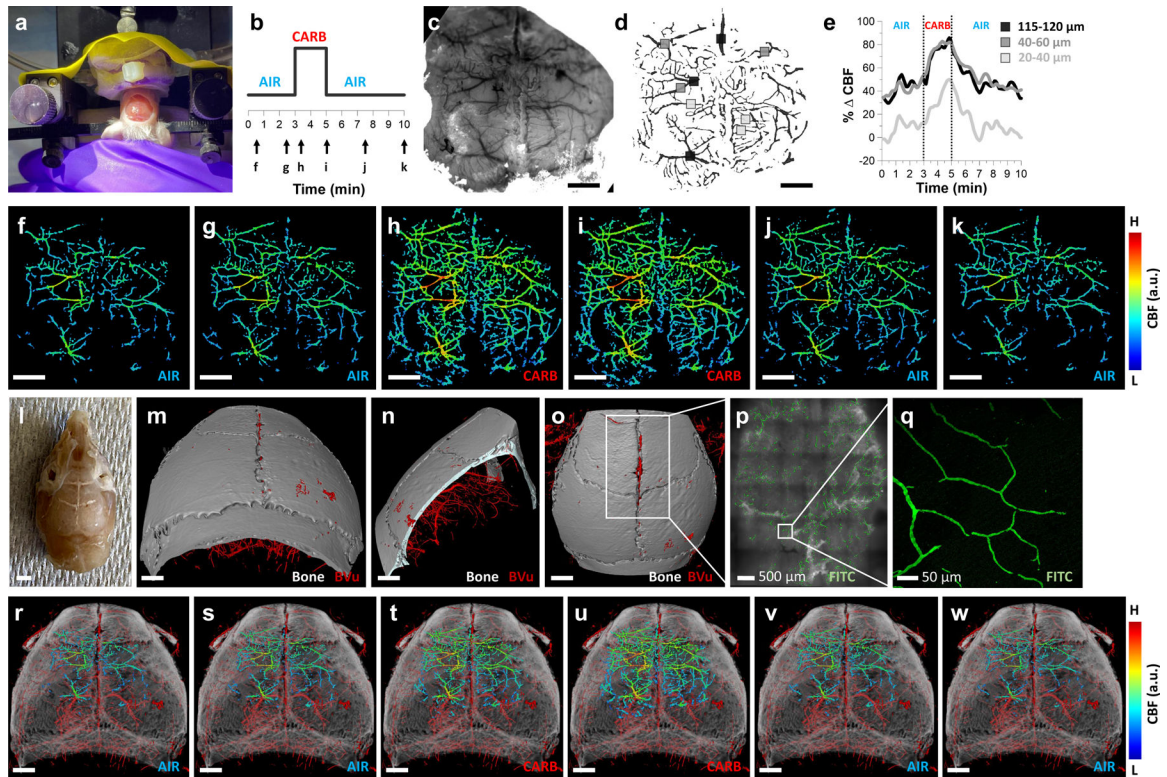 a
b
CARB
AIR
AIR
0 1 2 3 4 5 6 7 8 9 10
f g h i j k
Time (min)
c
d
e
AIR CARB AIR
115-120 μm
40-60 μm
20-40 μm
% Δ CBF
100
80
60
40
20
0
-20
0 1 2 3 4 5 6 7 8 9 10
Time (min)
f
AIR
g
AIR
h
CARB
i
CARB
j
AIR
k
AIR
H
CBF (a.u.)
L
l
m
Bone BVu
n
Bone BVu
o
Bone BVu
p
500 μm FITC
q
50 μm FITC
r
AIR
s
AIR
t
CARB
u
CARB
v
AIR
w
AIR
H
CBF (a.u.)
L